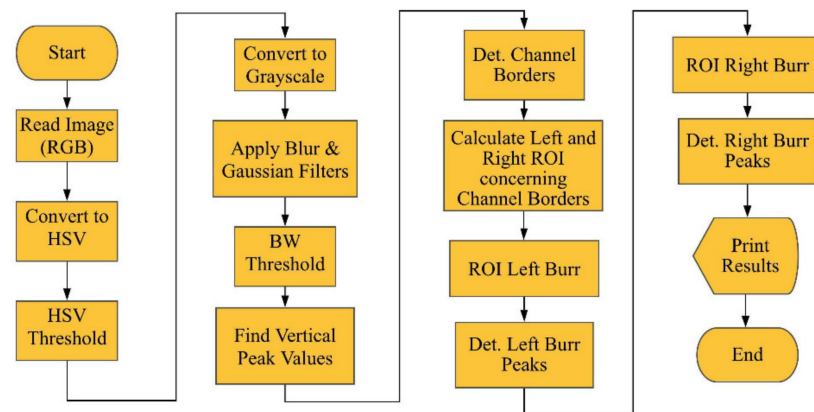 Start
Read Image
(RGB)
Convert to
HSV
HSV
Threshold
Convert to
Grayscale
Apply Blur &
Gaussian Filters
BW
Threshold
Find Vertical
Peak Values
Det. Channel
Borders
Calculate Left and
Right ROI
concerning
Channel Borders
ROI Left Burr
Det. Left Burr
Peaks
ROI Right Burr
Det. Right Burr
Peaks
Print
Results
End